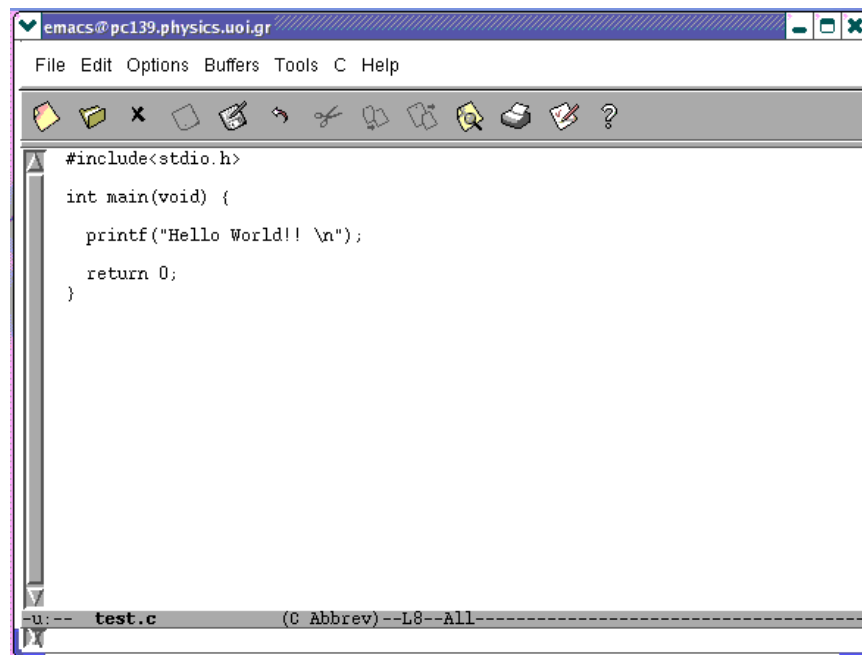 emacs@pc139.physics.uoi.gr
File Edit Options Buffers Tools C Help
#include<stdio.h>
int main(void) {
printf("Hello World!! \n");
return 0;
}
-u:-- test.c (C Abbrev)--L8--All----------------------------------------